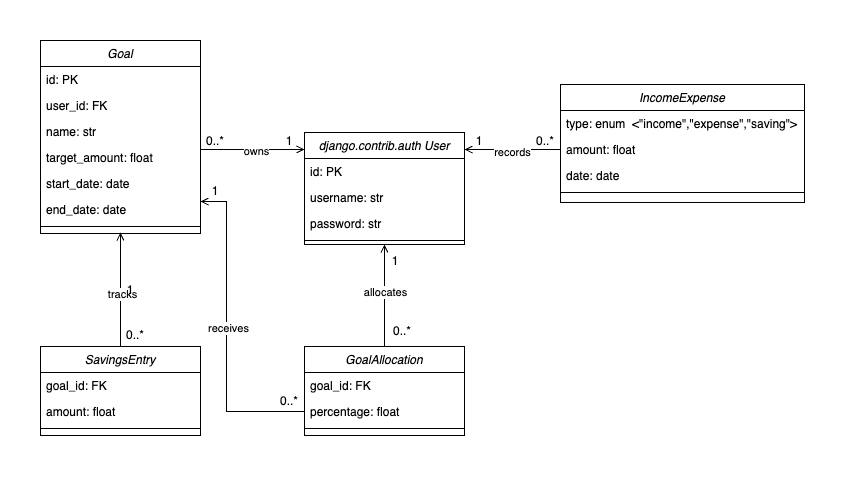 Goal
id: PK
user_id: FK
name: str
target_amount: float
start_date: date
end_date: date
0..*
owns
1
django.contrib.auth User
id: PK
username: str
password: str
1
records
0..*
IncomeExpense
type: enum <"income","expense","saving">
amount: float
date: date
1
receives
0..*
1
tracks
0..*
1
allocates
0..*
SavingsEntry
goal_id: FK
amount: float
GoalAllocation
goal_id: FK
percentage: float